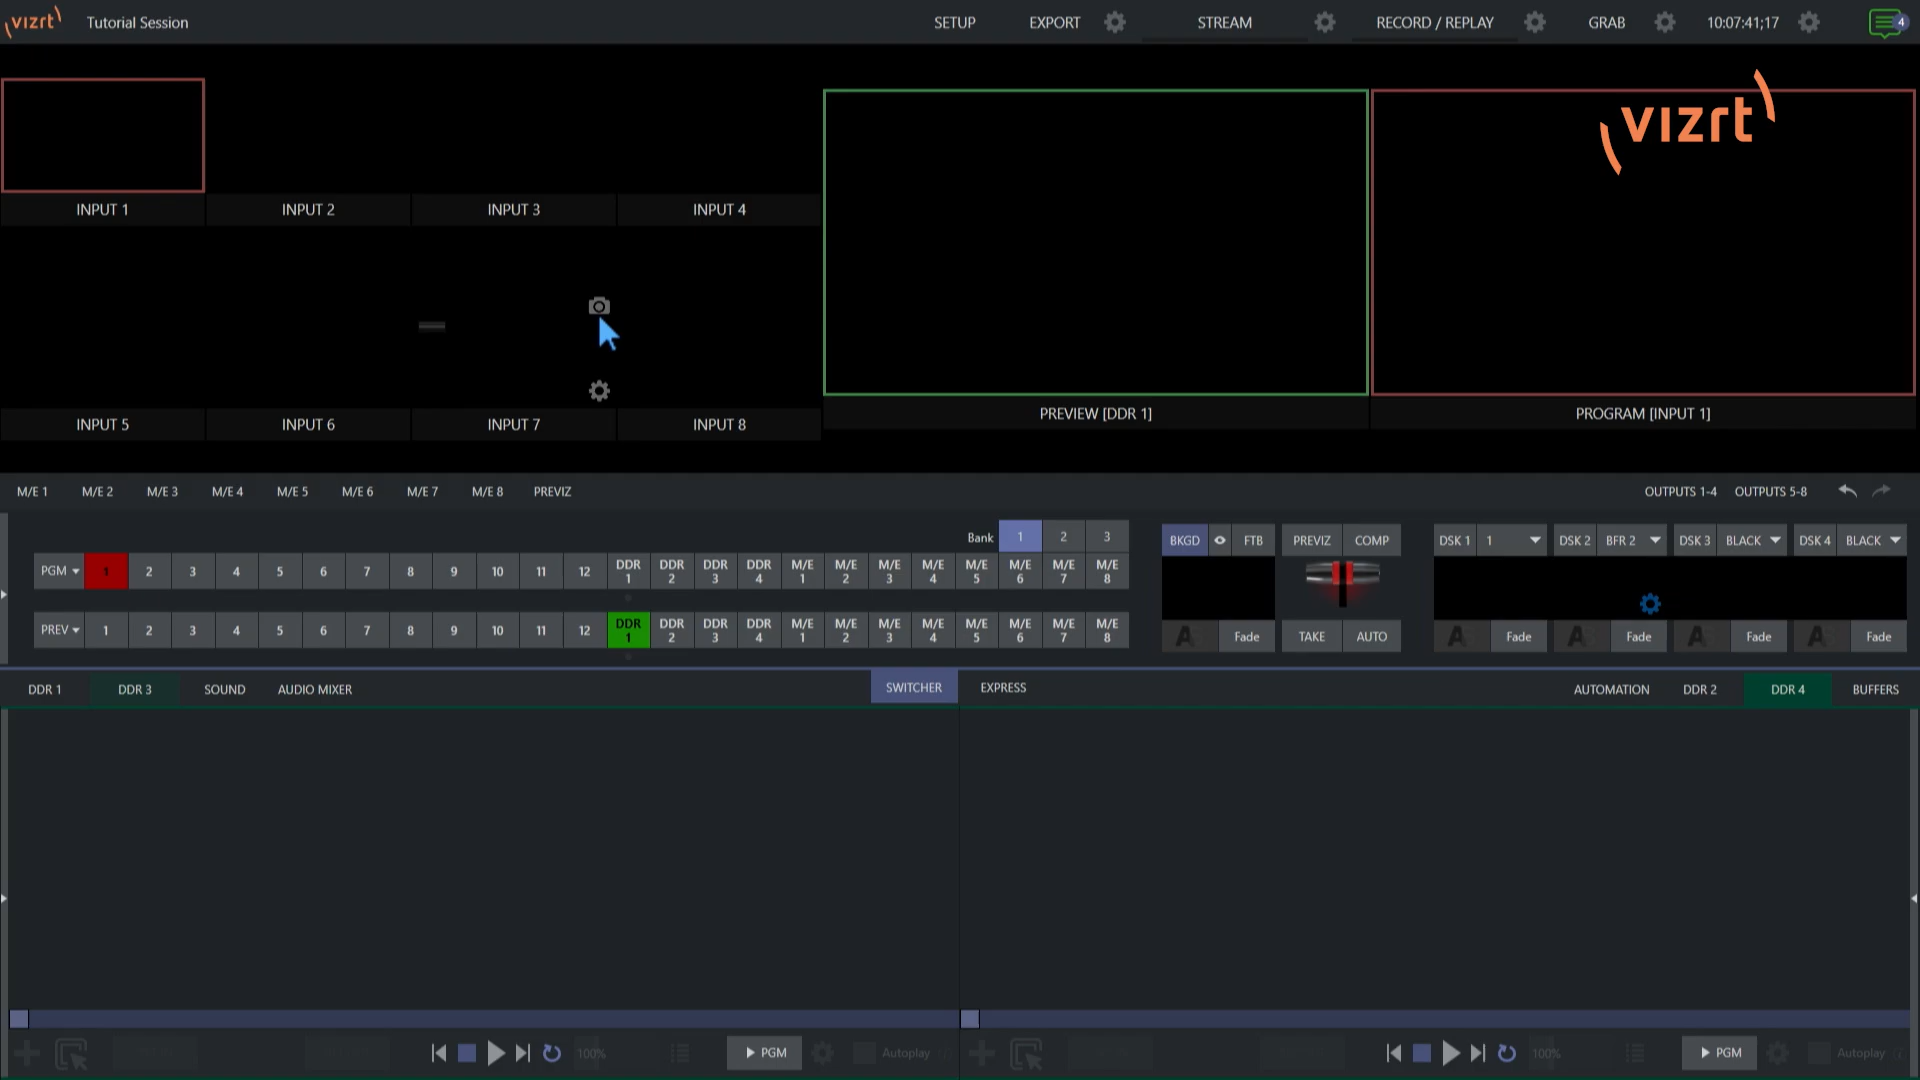 vizrt Tutorial Session SETUP EXPORT STREAM RECORD / REPLAY GRAB 10:07:41;17 4
vizrt
INPUT 1 INPUT 2 INPUT 3 INPUT 4
INPUT 5 INPUT 6 INPUT 7 INPUT 8
PREVIEW [DDR 1] PROGRAM [INPUT 1]
M/E 1 M/E 2 M/E 3 M/E 4 M/E 5 M/E 6 M/E 7 M/E 8 PREVIZ OUTPUTS 1-4 OUTPUTS 5-8
Bank 1 2 3
BKGD FTB PREVIZ COMP DSK 1 1 DSK 2 BFR 2 DSK 3 BLACK DSK 4 BLACK
PGM 1 2 3 4 5 6 7 8 9 10 11 12 DDR 1 DDR 2 DDR 3 DDR 4 M/E 1 M/E 2 M/E 3 M/E 4 M/E 5 M/E 6 M/E 7 M/E 8
PREV 1 2 3 4 5 6 7 8 9 10 11 12 DDR 1 DDR 2 DDR 3 DDR 4 M/E 1 M/E 2 M/E 3 M/E 4 M/E 5 M/E 6 M/E 7 M/E 8
A Fade TAKE AUTO A Fade A Fade A Fade A Fade
DDR 1 DDR 3 SOUND AUDIO MIXER SWITCHER EXPRESS AUTOMATION DDR 2 DDR 4 BUFFERS
100% PGM Autoplay 100% PGM Autoplay